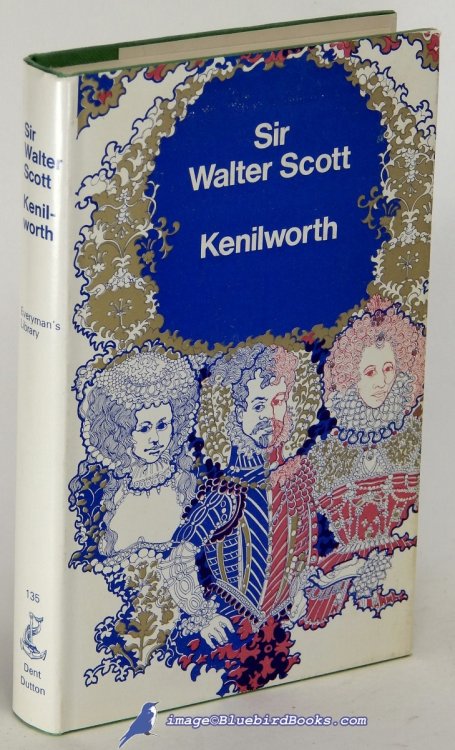 Sir
Walter
Scott
Kenil-
worth
Everyman's
Library
135
Dent
Dutton
Sir
Walter Scott
Kenilworth
image©BluebirdBooks.com